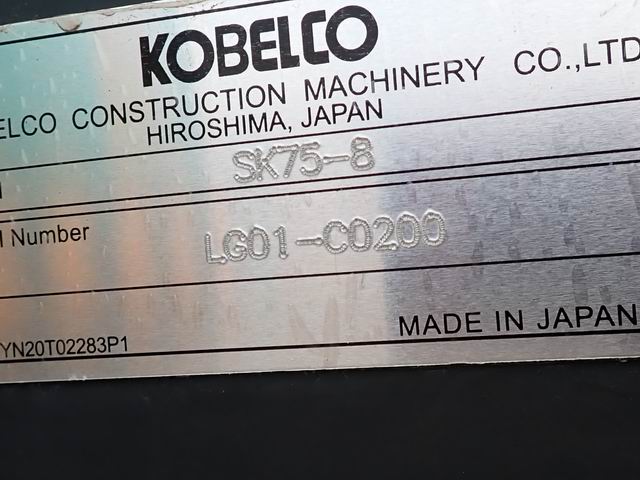 KOBELCO
ELCO CONSTRUCTION MACHINERY CO.,LTD
HIROSHIMA, JAPAN
SK75-8
Number
LG01-C0200
MADE IN JAPAN
YN20T02283P1